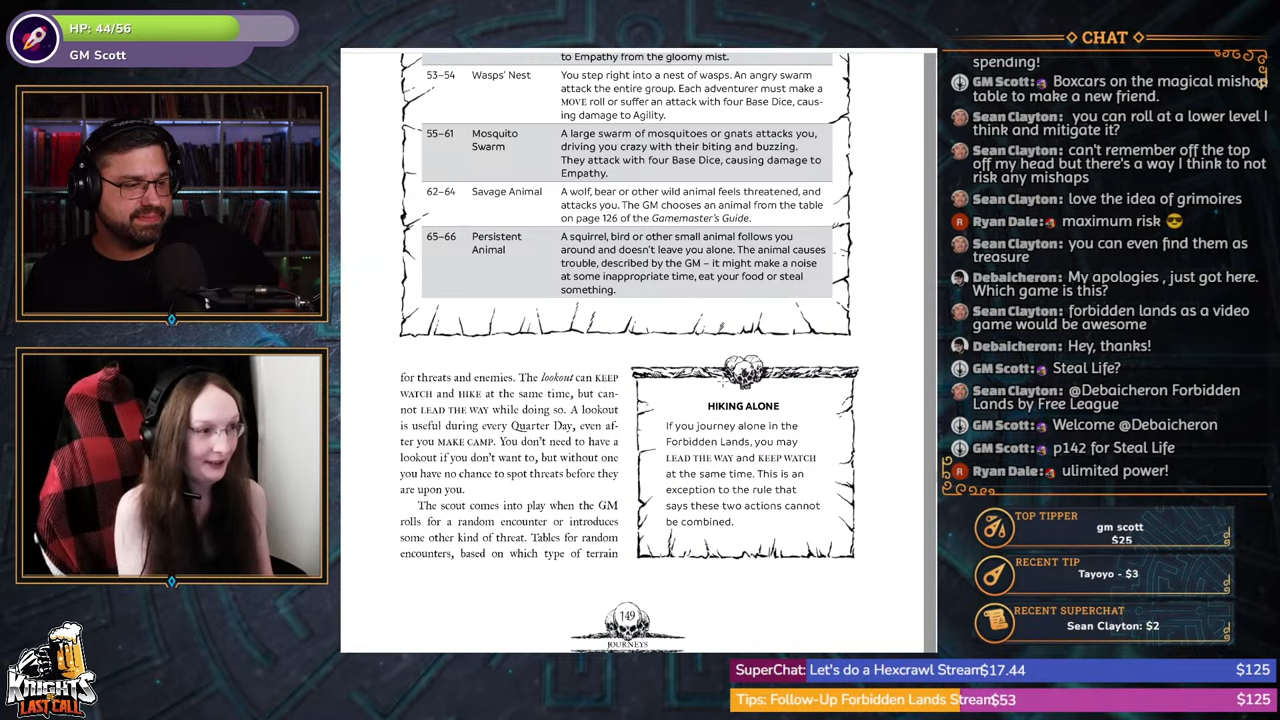 HP: 44/56
GM Scott
to Empathy from the gloomy mist.
53–54 Wasps’ Nest You step right into a nest of wasps. An angry swarm
attack the entire group. Each adventurer must make a
MOVE roll or suffer an attack with four Base Dice, caus-
ing damage to Agility.
55–61 Mosquito A large swarm of mosquitoes or gnats attacks you,
Swarm driving you crazy with their biting and buzzing.
They attack with four Base Dice, causing damage to
Empathy.
62–64 Savage Animal A wolf, bear or other wild animal feels threatened, and
attacks you. The GM chooses an animal from the table
on page 126 of the Gamemaster’s Guide.
65–66 Persistent A squirrel, bird or other small animal follows you
Animal around and doesn’t leave you alone. The animal causes
trouble, described by the GM – it might make a noise
at some inappropriate time, eat your food or steal
something.
for threats and enemies. The lookout can KEEP
WATCH and HIKE at the same time, but can-
not LEAD THE WAY while doing so. A lookout
is useful during every Quarter Day, even af-
ter you MAKE CAMP. You don’t need to have a
lookout if you don’t want to, but without one
you have no chance to spot threats before they
are upon you.
The scout comes into play when the GM
rolls for a random encounter or introduces
some other kind of threat. Tables for random
encounters, based on which type of terrain
HIKING ALONE
If you journey alone in the
Forbidden Lands, you may
LEAD THE WAY and KEEP WATCH
at the same time. This is an
exception to the rule that
says these two actions cannot
be combined.
149
JOURNEYS
CHAT
spending!
GM Scott: Boxcars on the magical mishap
table to make a new friend.
Sean Clayton: you can roll at a lower level I
think and mitigate it?
Sean Clayton: can't remember off the top
off my head but there's a way I think to not
risk any mishaps
Sean Clayton: love the idea of grimoires
R Ryan Dale: maximum risk 😎
Sean Clayton: you can even find them as
treasure
Debaicheron: My apologies , just got here.
Which game is this?
Sean Clayton: forbidden lands as a video
game would be awesome
Debaicheron: Hey, thanks!
GM Scott: Steal Life?
Sean Clayton: @Debaicheron Forbidden
Lands by Free League
GM Scott: Welcome @Debaicheron
GM Scott: p142 for Steal Life
R Ryan Dale: ulimited power!
TOP TIPPER
gm scott
$25
RECENT TIP
Tayoyo - $3
RECENT SUPERCHAT
Sean Clayton: $2
SuperChat: Let's do a Hexcrawl Stream $17.44 $125
Tips: Follow-Up Forbidden Lands Stream $53 $125
KNIGHTS
OF
LAST CALL